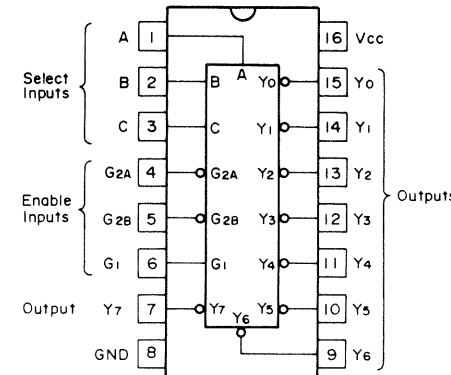 A 1 16 Vcc
Select Inputs
B 2 B A Y0 15 Y0
C 3 C Y1 14 Y1
G2A 4 G2A Y2 13 Y2
Enable Inputs
G2B 5 G2B Y3 12 Y3
Outputs
G1 6 G1 Y4 11 Y4
Output Y7 7 Y7 Y6 Y5 10 Y5
GND 8 9 Y6